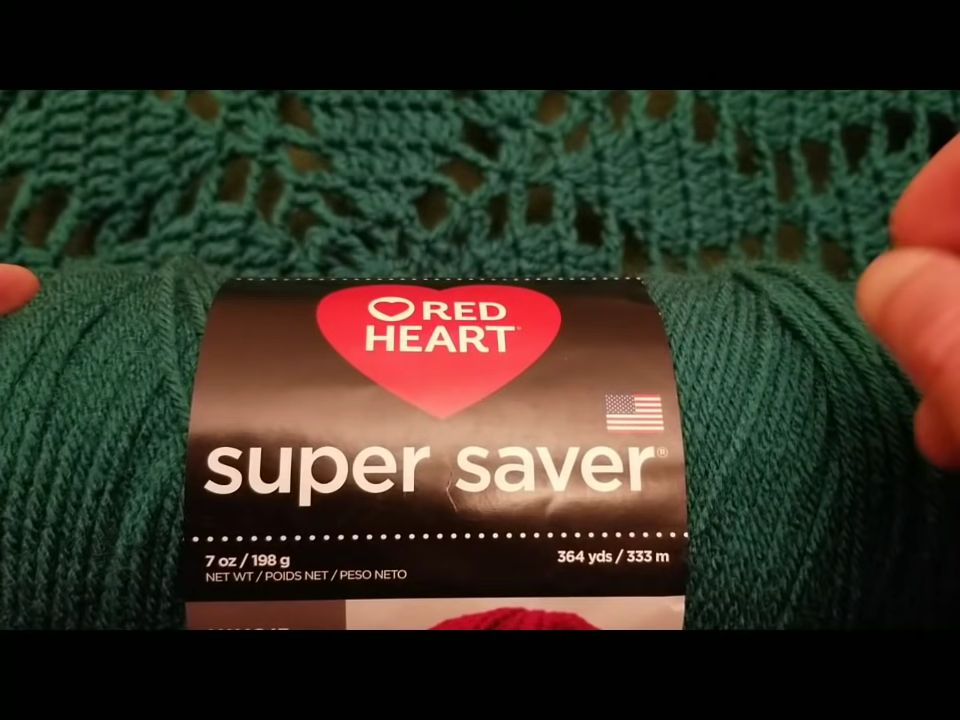 RED
HEART
super saver®
7 oz / 198 g
364 yds / 333 m
NET WT / POIDS NET / PESO NETO